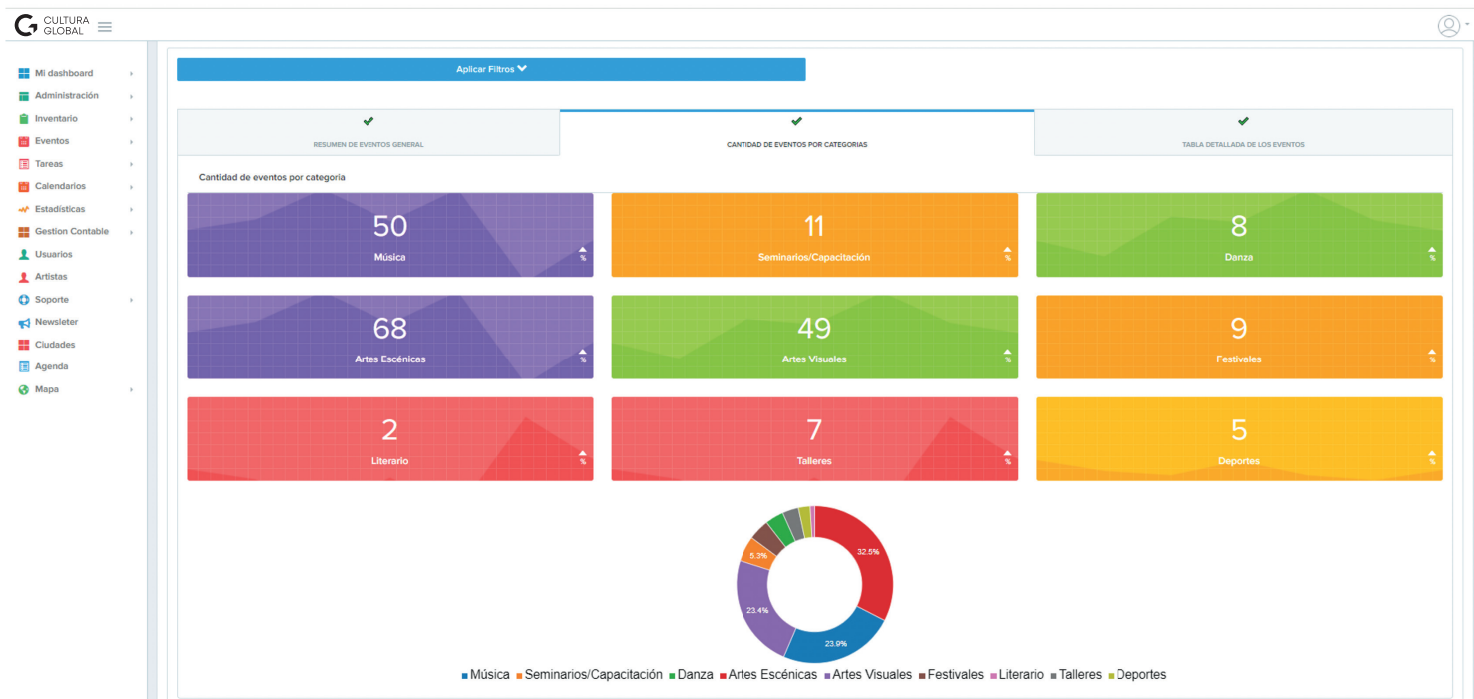 CULTURA
GLOBAL
Mi dashboard
Administración
Inventario
Eventos
Tareas
Calendarios
Estadísticas
Gestion Contable
Usuarios
Artistas
Soporte
Newsleter
Ciudades
Agenda
Mapa
Aplicar Filtros
RESUMEN DE EVENTOS GENERAL
CANTIDAD DE EVENTOS POR CATEGORIAS
TABLA DETALLADA DE LOS EVENTOS
Cantidad de eventos por categoria
50
Música
%
11
Seminarios/Capacitación
%
8
Danza
%
68
Artes Escénicas
%
49
Artes Visuales
%
9
Festivales
%
2
Literario
%
7
Talleres
%
5
Deportes
%
32.5%
5.3%
23.4%
23.9%
Música Seminarios/Capacitación Danza Artes Escénicas Artes Visuales Festivales Literario Talleres Deportes